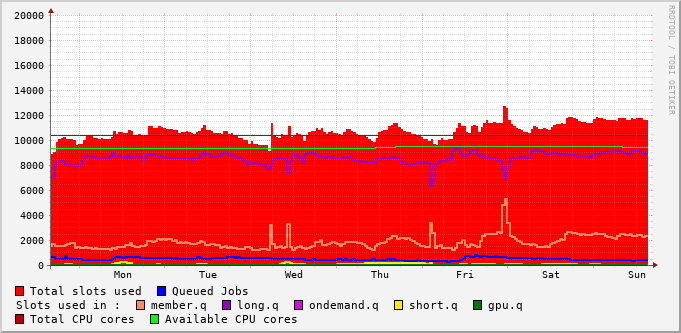 20000
18000
16000
14000
12000
10000
8000
6000
4000
2000
0
Mon Tue Wed Thu Fri Sat Sun
RRDTOOL / TOBI OETIKER
Total slots used Queued Jobs
Slots used in : member.q long.q ondemand.q short.q gpu.q
Total CPU cores Available CPU cores